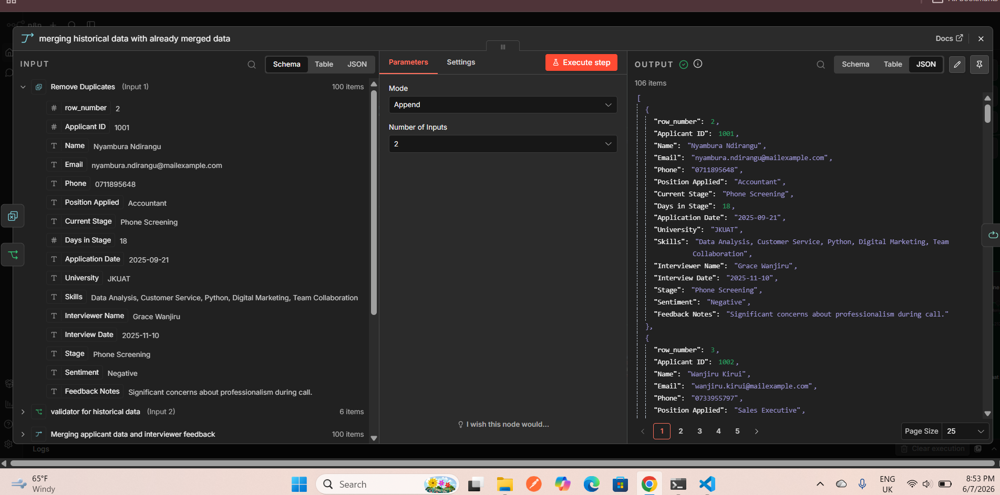 n8n
merging historical data with already merged data
Docs
INPUT
Schema
Table
JSON
Remove Duplicates (Input 1)
100 items
# row_number 2
# Applicant ID 1001
T Name Nyambura Ndirangu
T Email nyambura.ndirangu@mailexample.com
T Phone 0711895648
T Position Applied Accountant
T Current Stage Phone Screening
# Days in Stage 18
T Application Date 2025-09-21
T University JKUAT
T Skills Data Analysis, Customer Service, Python, Digital Marketing, Team Collaboration
T Interviewer Name Grace Wanjiru
T Interview Date 2025-11-10
T Stage Phone Screening
T Sentiment Negative
T Feedback Notes Significant concerns about professionalism during call.
validator for historical data (Input 2)
6 items
Merging applicant data and interviewer feedback
100 items
Logs
Parameters
Settings
Execute step
Mode
Append
Number of Inputs
2
I wish this node would...
OUTPUT
Schema
Table
JSON
106 items
[
{
"row_number": 2,
"Applicant ID": 1001,
"Name": "Nyambura Ndirangu",
"Email": "nyambura.ndirangu@mailexample.com",
"Phone": "0711895648",
"Position Applied": "Accountant",
"Current Stage": "Phone Screening",
"Days in Stage": 18,
"Application Date": "2025-09-21",
"University": "JKUAT",
"Skills": "Data Analysis, Customer Service, Python, Digital Marketing, Team
Collaboration",
"Interviewer Name": "Grace Wanjiru",
"Interview Date": "2025-11-10",
"Stage": "Phone Screening",
"Sentiment": "Negative",
"Feedback Notes": "Significant concerns about professionalism during call."
},
{
"row_number": 3,
"Applicant ID": 1002,
"Name": "Wanjiru Kirui",
"Email": "wanjiru.kirui@mailexample.com",
"Phone": "0733955797",
"Position Applied": "Sales Executive",
1 2 3 4 5
Page Size 25
Clear execution
65°F
Windy
Search
ENG
UK
8:53 PM
6/7/2026